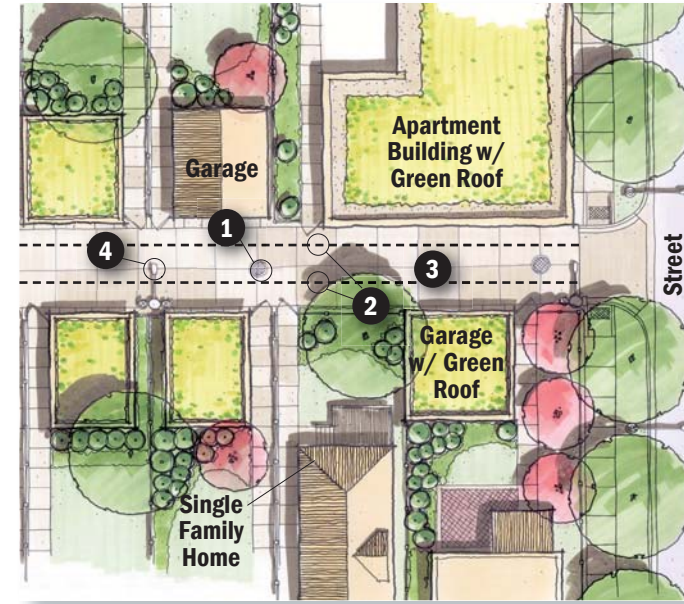 Apartment
Building w/
Green Roof
Garage
1
4
3
Street
2
Garage
w/ Green
Roof
Single
Family
Home